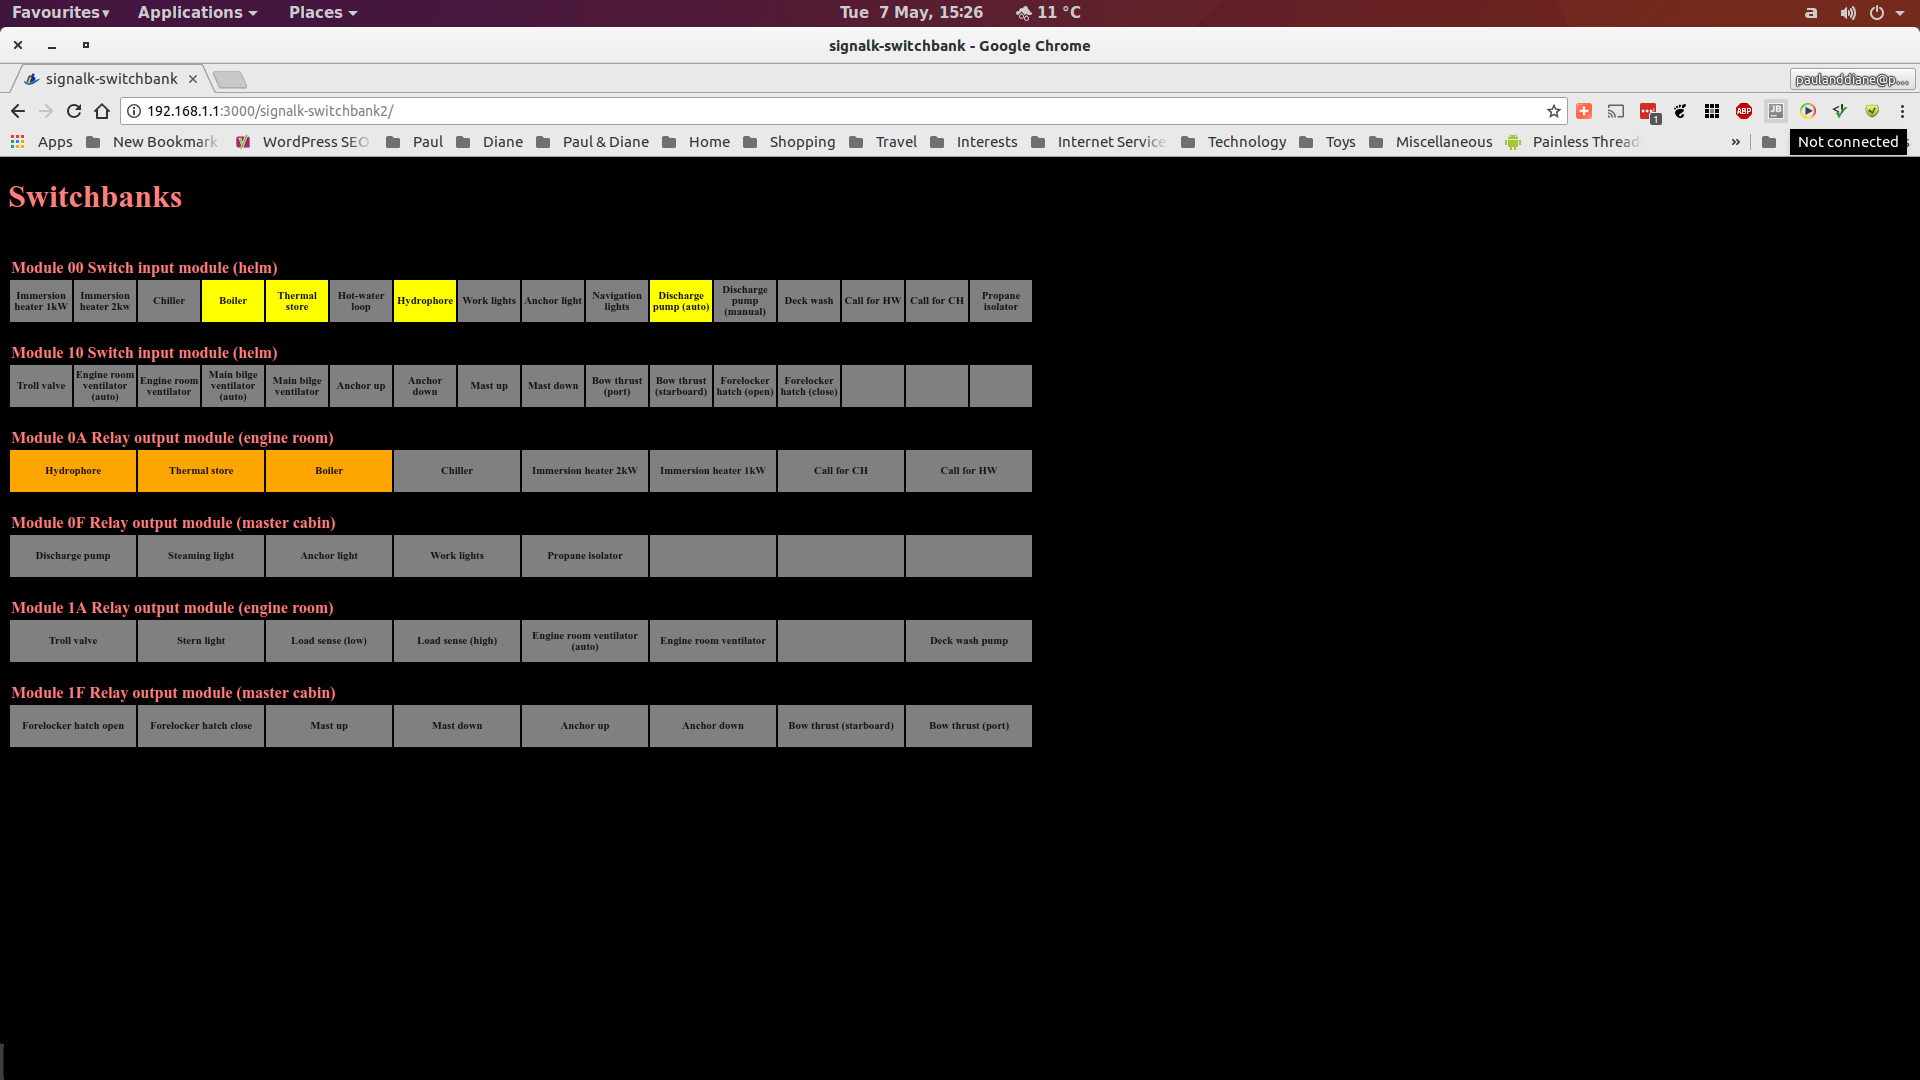 Favourites Applications Places Tue 7 May, 15:26 11 °C a
signalk-switchbank - Google Chrome
signalk-switchbank paulanddiane@p...
192.168.1.1:3000/signalk-switchbank2/ 1 ABP JB
Apps New Bookmark WordPress SEO Paul Diane Paul & Diane Home Shopping Travel Interests Internet Service Technology Toys Miscellaneous Painless Thread » Not connected
Switchbanks
Module 00 Switch input module (helm)
Immersion heater 1kW
Immersion heater 2kw
Chiller
Boiler
Thermal store
Hot-water loop
Hydrophore
Work lights
Anchor light
Navigation lights
Discharge pump (auto)
Discharge pump (manual)
Deck wash
Call for HW
Call for CH
Propane isolator
Module 10 Switch input module (helm)
Troll valve
Engine room ventilator (auto)
Engine room ventilator
Main bilge ventilator (auto)
Main bilge ventilator
Anchor up
Anchor down
Mast up
Mast down
Bow thrust (port)
Bow thrust (starboard)
Forelocker hatch (open)
Forelocker hatch (close)
Module 0A Relay output module (engine room)
Hydrophore
Thermal store
Boiler
Chiller
Immersion heater 2kW
Immersion heater 1kW
Call for CH
Call for HW
Module 0F Relay output module (master cabin)
Discharge pump
Steaming light
Anchor light
Work lights
Propane isolator
Module 1A Relay output module (engine room)
Troll valve
Stern light
Load sense (low)
Load sense (high)
Engine room ventilator (auto)
Engine room ventilator
Deck wash pump
Module 1F Relay output module (master cabin)
Forelocker hatch open
Forelocker hatch close
Mast up
Mast down
Anchor up
Anchor down
Bow thrust (starboard)
Bow thrust (port)